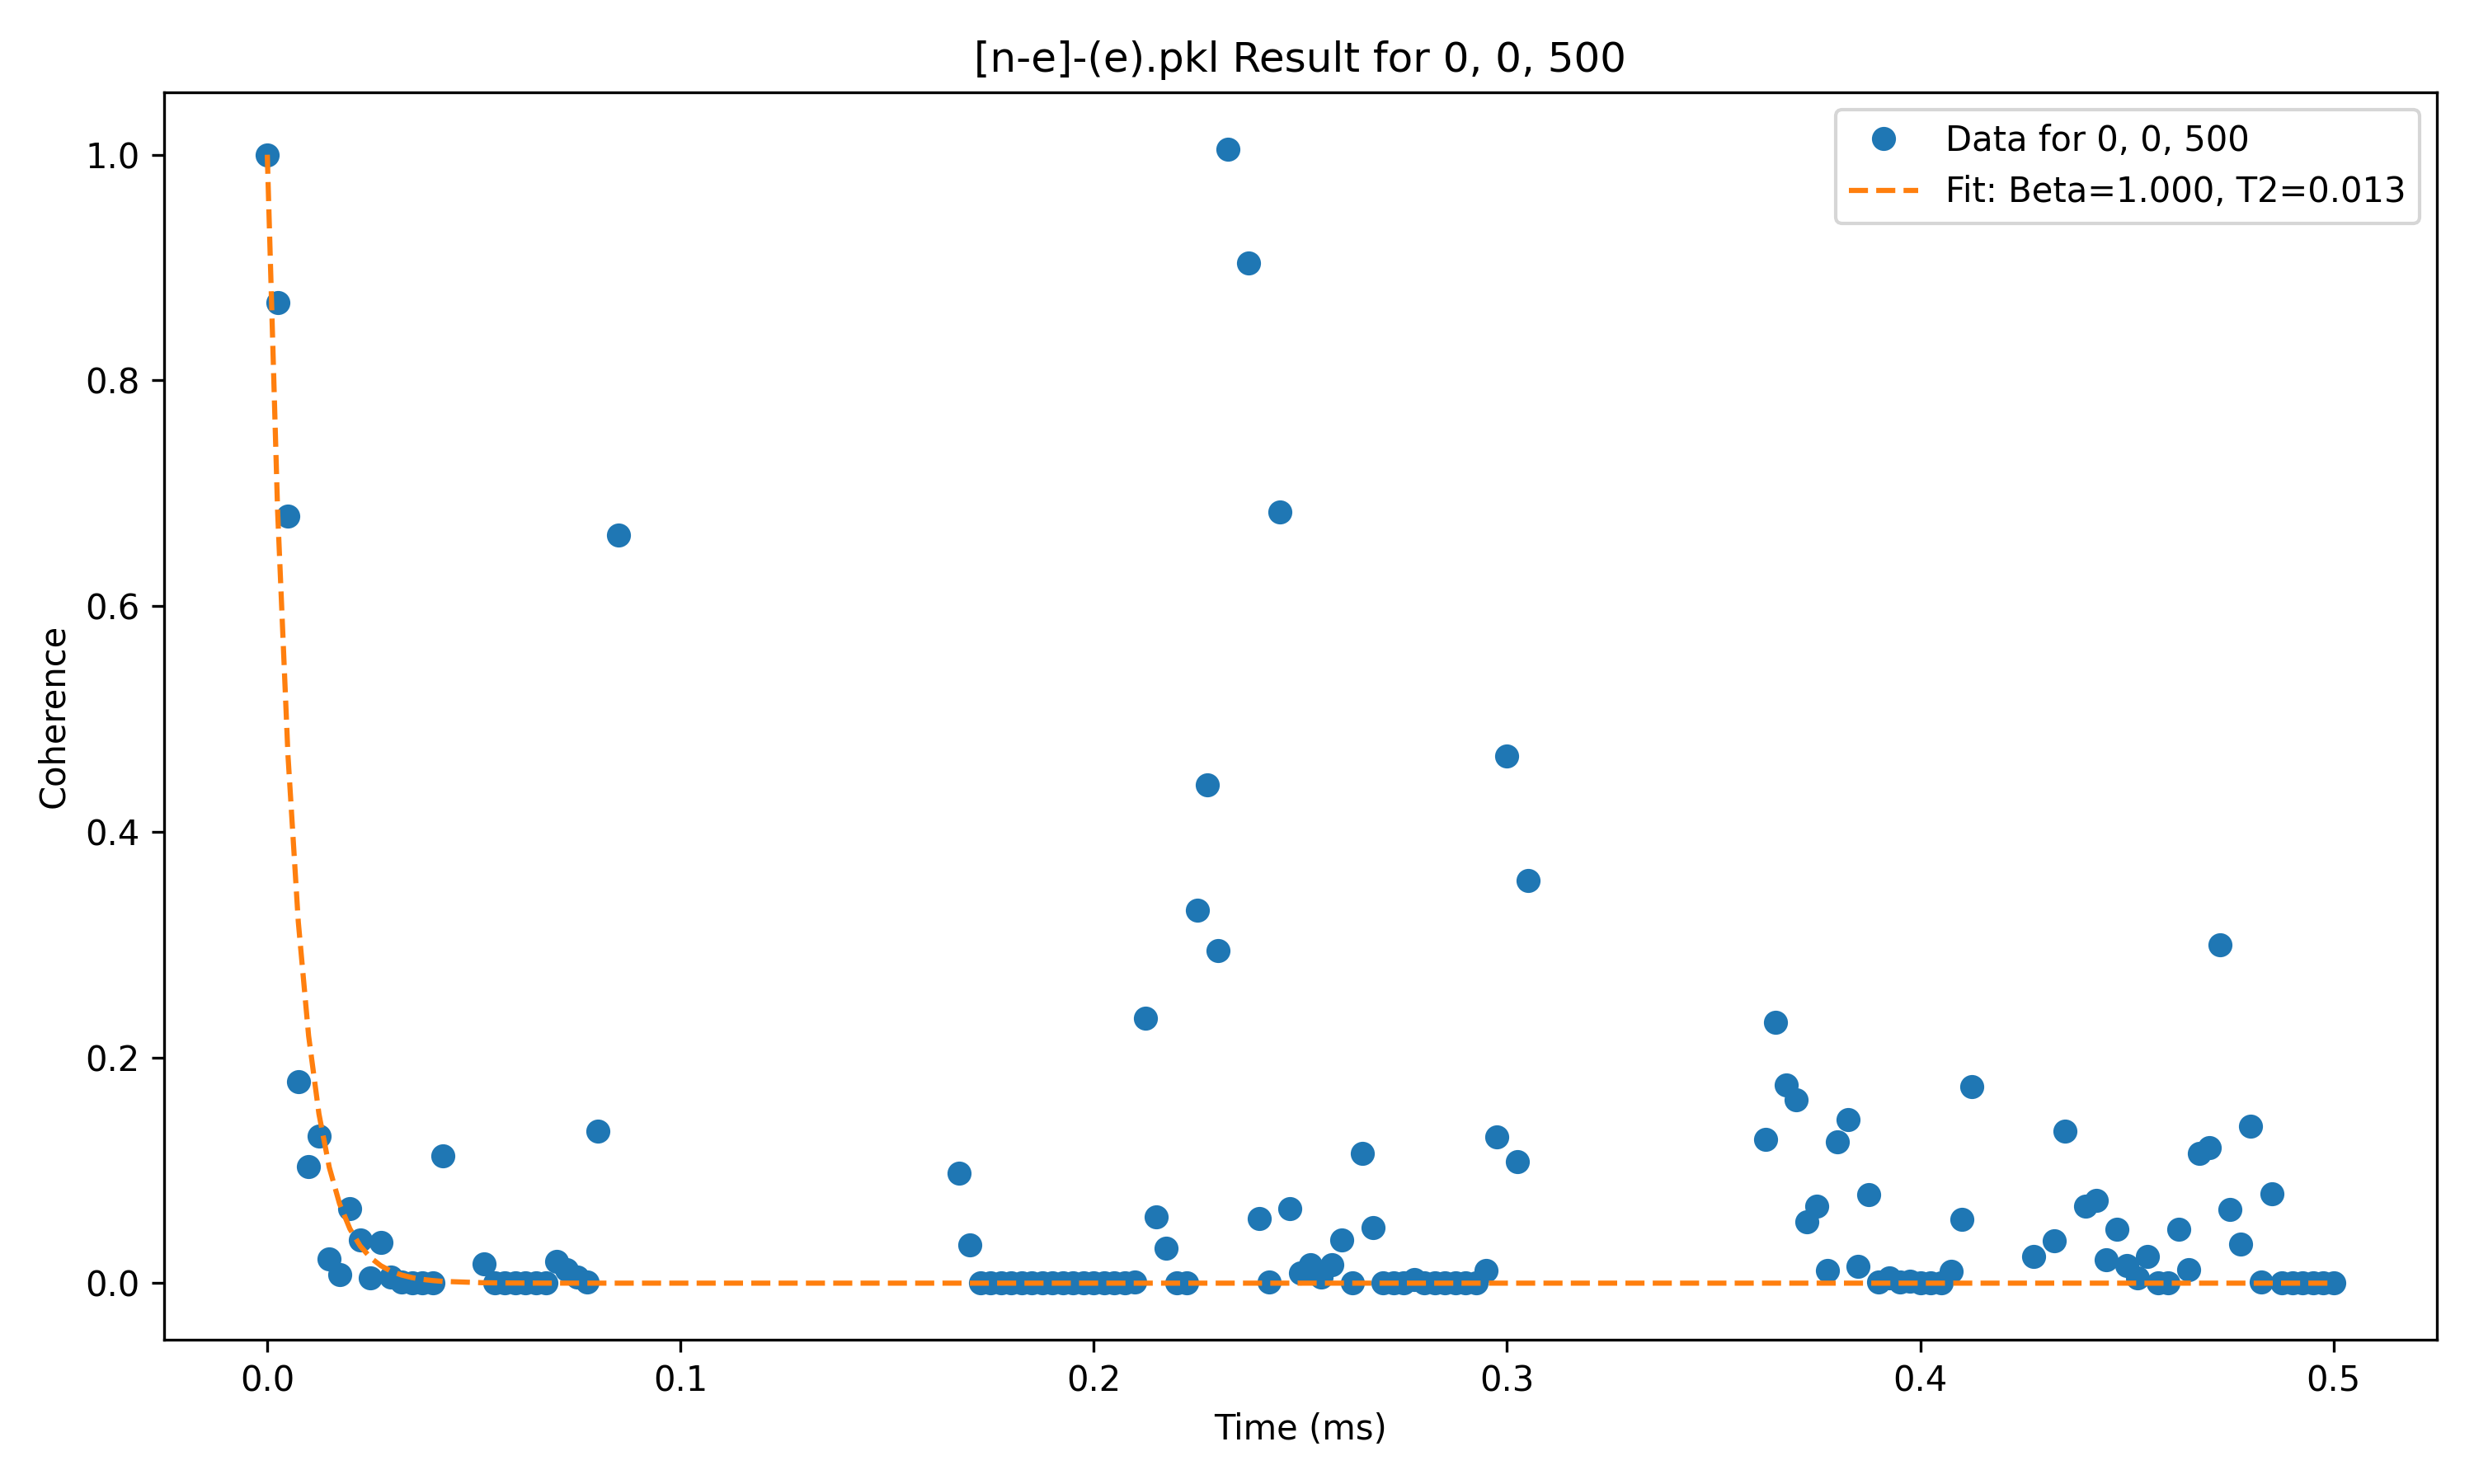 [n-e]-(e).pkl Result for 0, 0, 500
Data for 0, 0, 500
Fit: Beta=1.000, T2=0.013
Coherence
1.0
0.8
0.6
0.4
0.2
0.0
0.0 0.1 0.2 0.3 0.4 0.5
Time (ms)